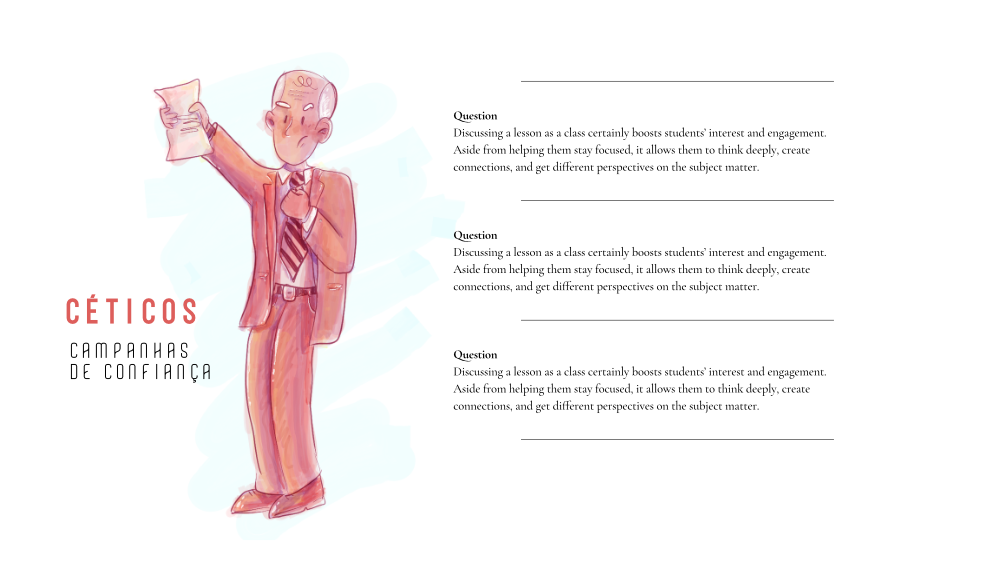 CÉTICOS
CAMPANHAS
DE CONFIANÇA
Question
Discussing a lesson as a class certainly boosts students' interest and engagement.
Aside from helping them stay focused, it allows them to think deeply, create
connections, and get different perspectives on the subject matter.
Question
Discussing a lesson as a class certainly boosts students' interest and engagement.
Aside from helping them stay focused, it allows them to think deeply, create
connections, and get different perspectives on the subject matter.
Question
Discussing a lesson as a class certainly boosts students' interest and engagement.
Aside from helping them stay focused, it allows them to think deeply, create
connections, and get different perspectives on the subject matter.